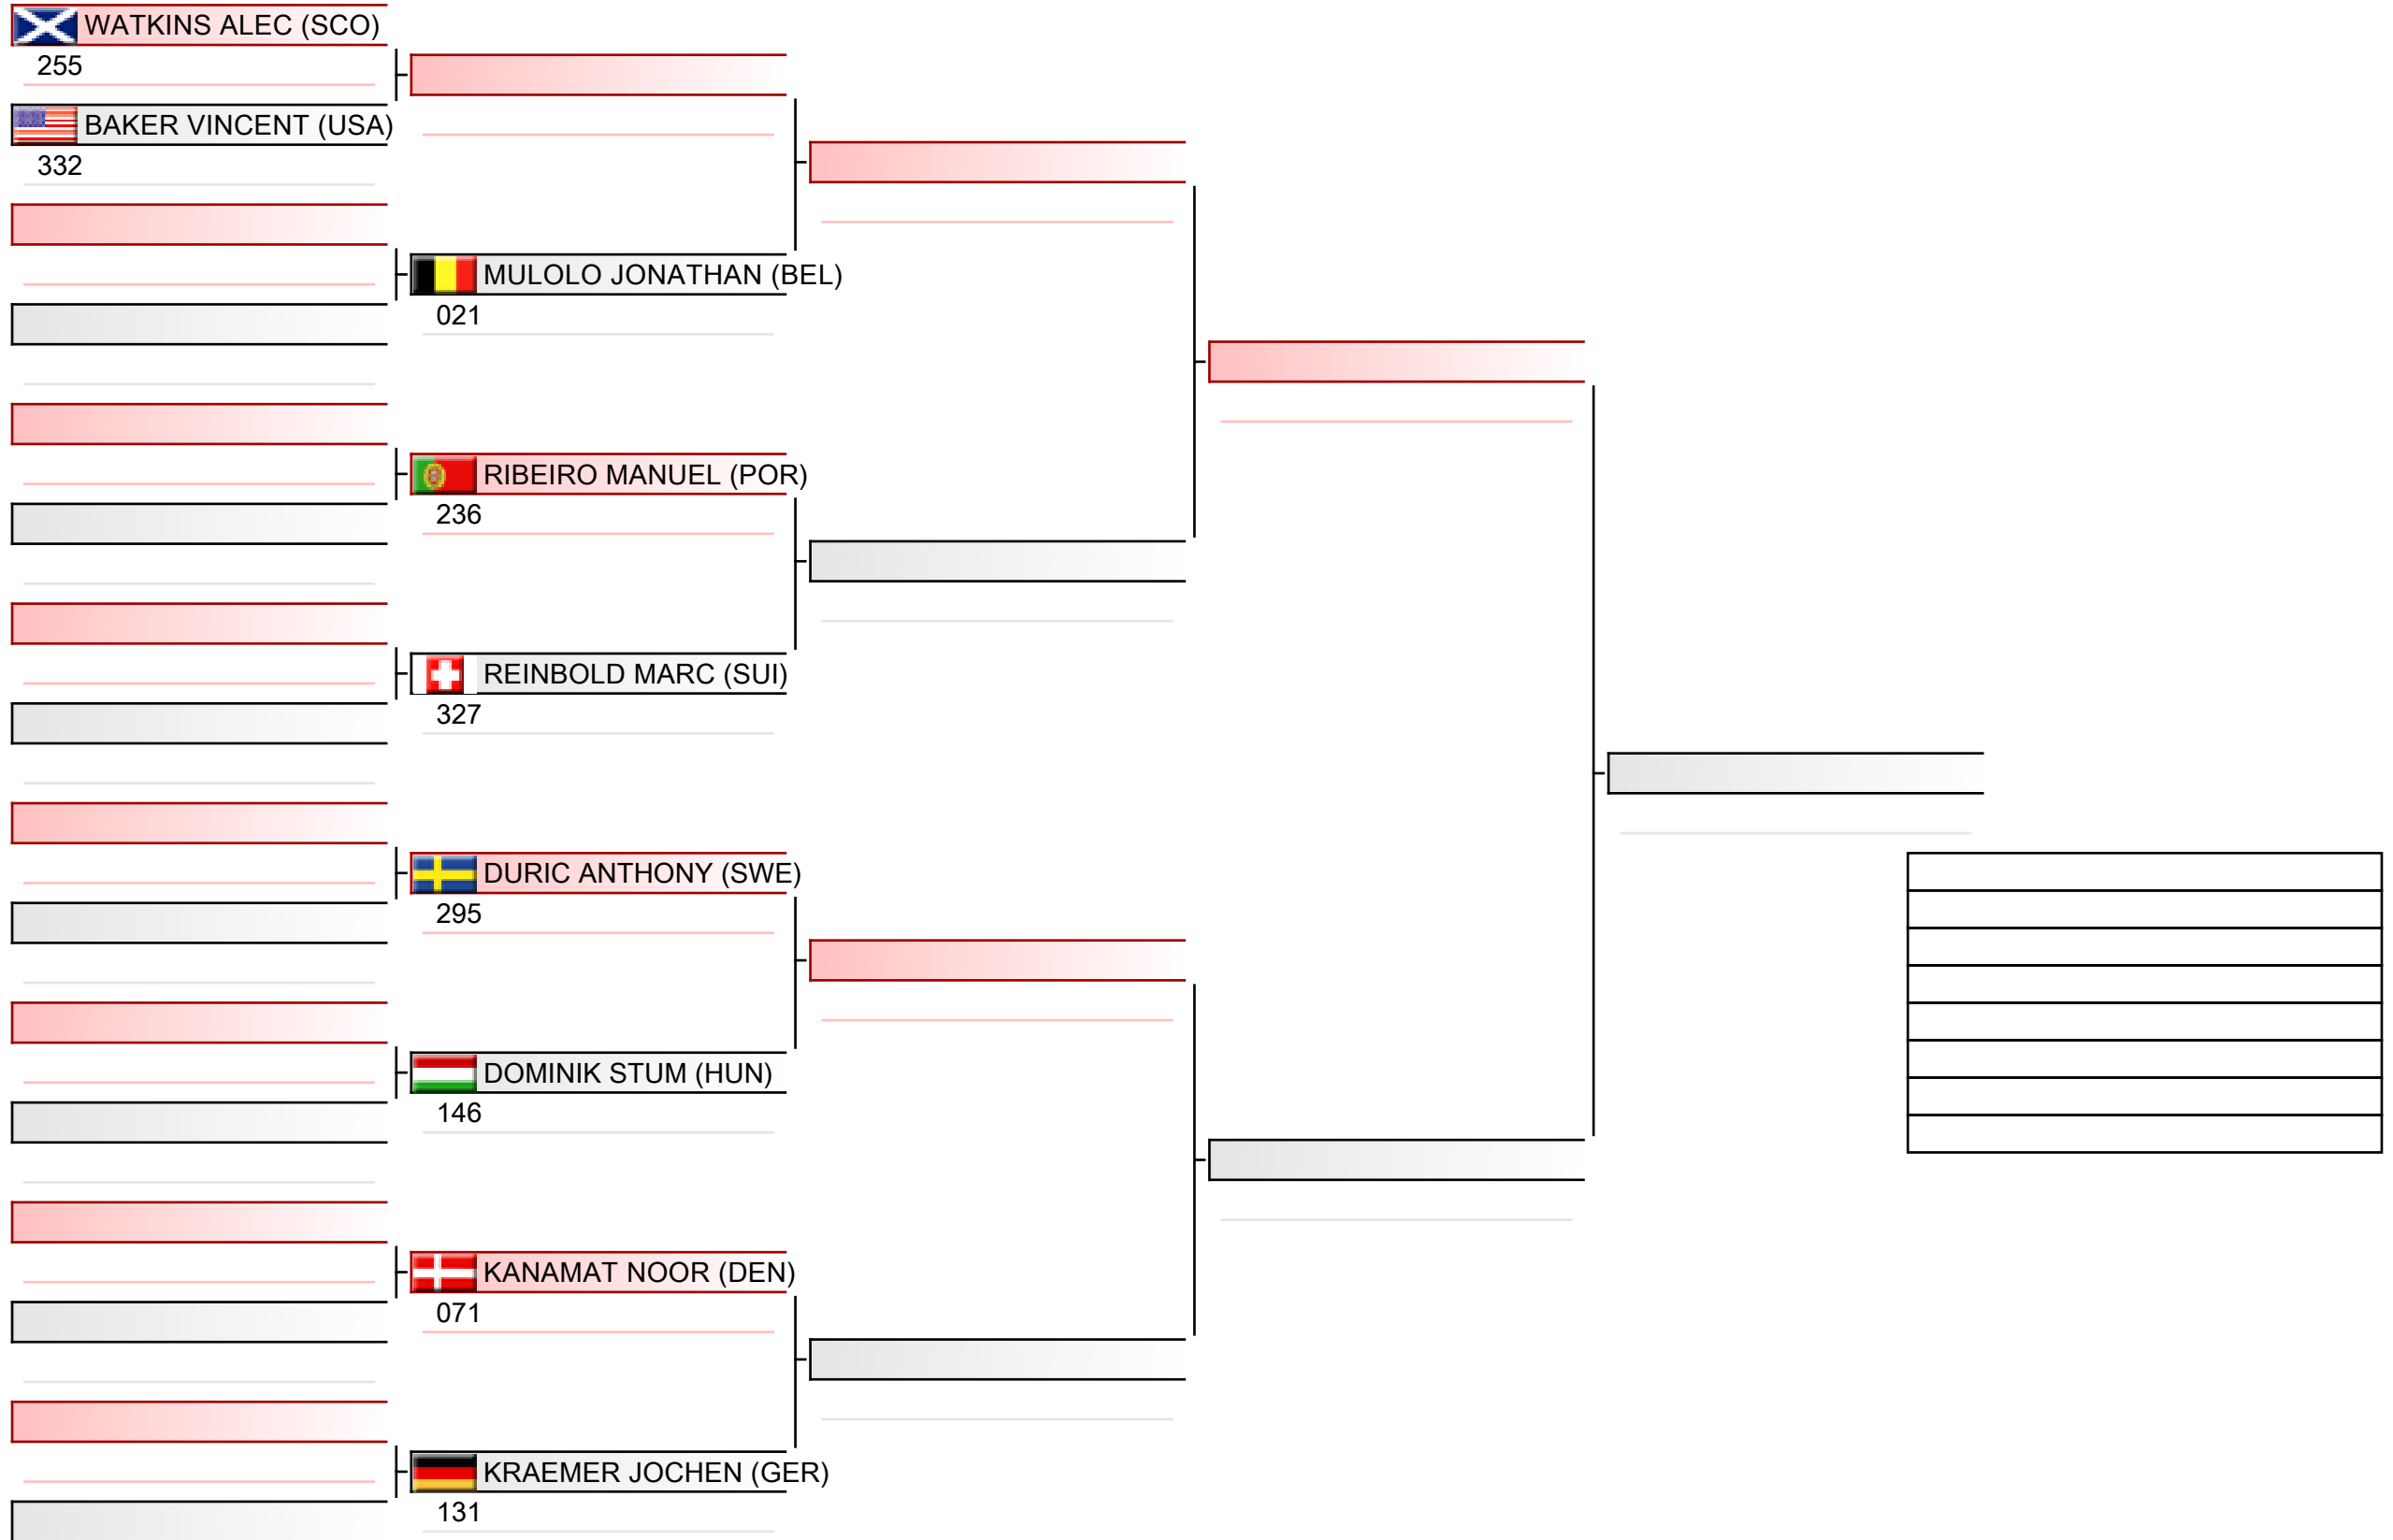 WATKINS ALEC (SCO)
255
BAKER VINCENT (USA)
332
MULOLO JONATHAN (BEL)
021
RIBEIRO MANUEL (POR)
236
REINBOLD MARC (SUI)
327
DURIC ANTHONY (SWE)
295
DOMINIK STUM (HUN)
146
KANAMAT NOOR (DEN)
071
KRAEMER JOCHEN (GER)
131